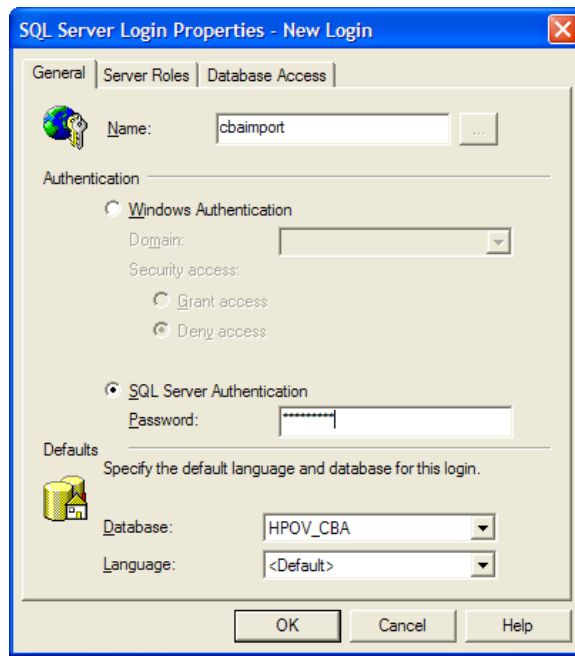 SQL Server Login Properties - New Login
General Server Roles Database Access
Name: cbaimport ...
Authentication
Windows Authentication
Domain:
Security access:
Grant access
Deny access
SQL Server Authentication
Password: *********
Defaults
Specify the default language and database for this login.
Database: HPOV_CBA
Language: <Default>
OK Cancel Help